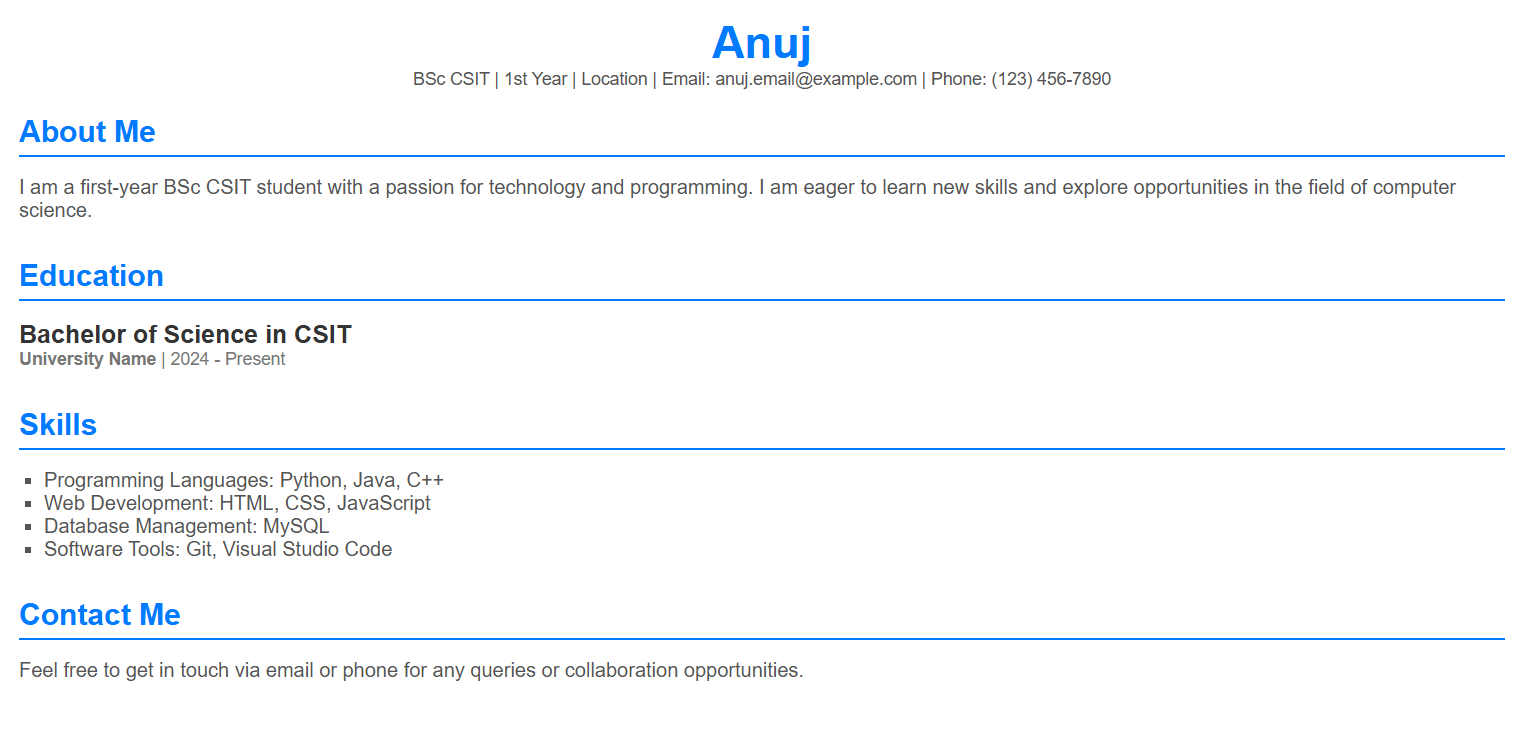 Anuj
BSc CSIT | 1st Year | Location | Email: anuj.email@example.com | Phone: (123) 456-7890
About Me
I am a first-year BSc CSIT student with a passion for technology and programming. I am eager to learn new skills and explore opportunities in the field of computer
science.
Education
Bachelor of Science in CSIT
University Name | 2024 - Present
Skills
Programming Languages: Python, Java, C++
Web Development: HTML, CSS, JavaScript
Database Management: MySQL
Software Tools: Git, Visual Studio Code
Contact Me
Feel free to get in touch via email or phone for any queries or collaboration opportunities.